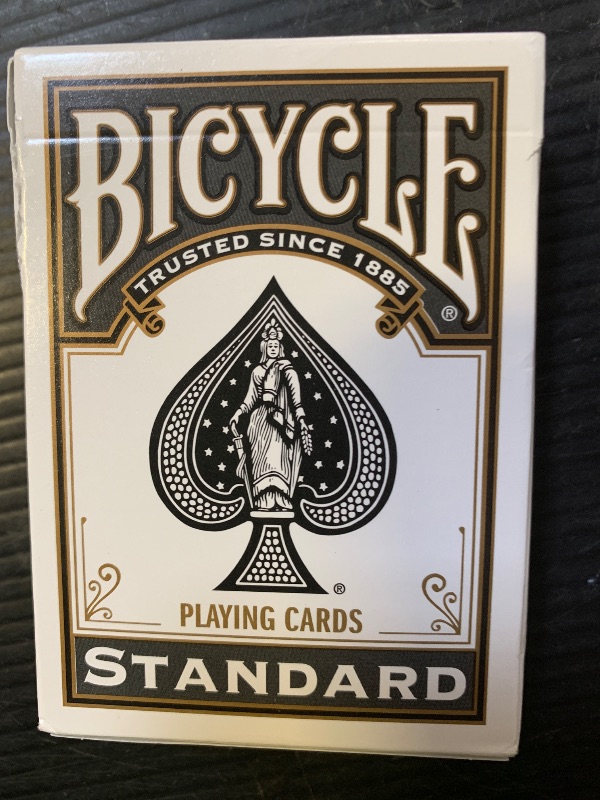 BICYCLE®
TRUSTED SINCE 1885
®
PLAYING CARDS
STANDARD